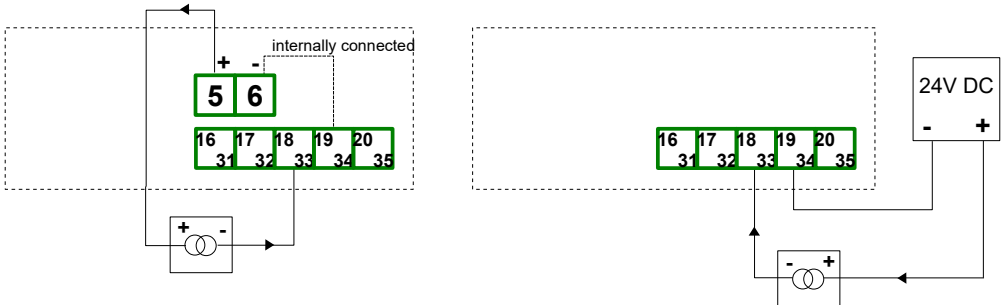 internally connected
+ -
5 6
16 17 18 19 20
31 32 33 34 35
+ -
24V DC
- +
16 17 18 19 20
31 32 33 34 35
- +